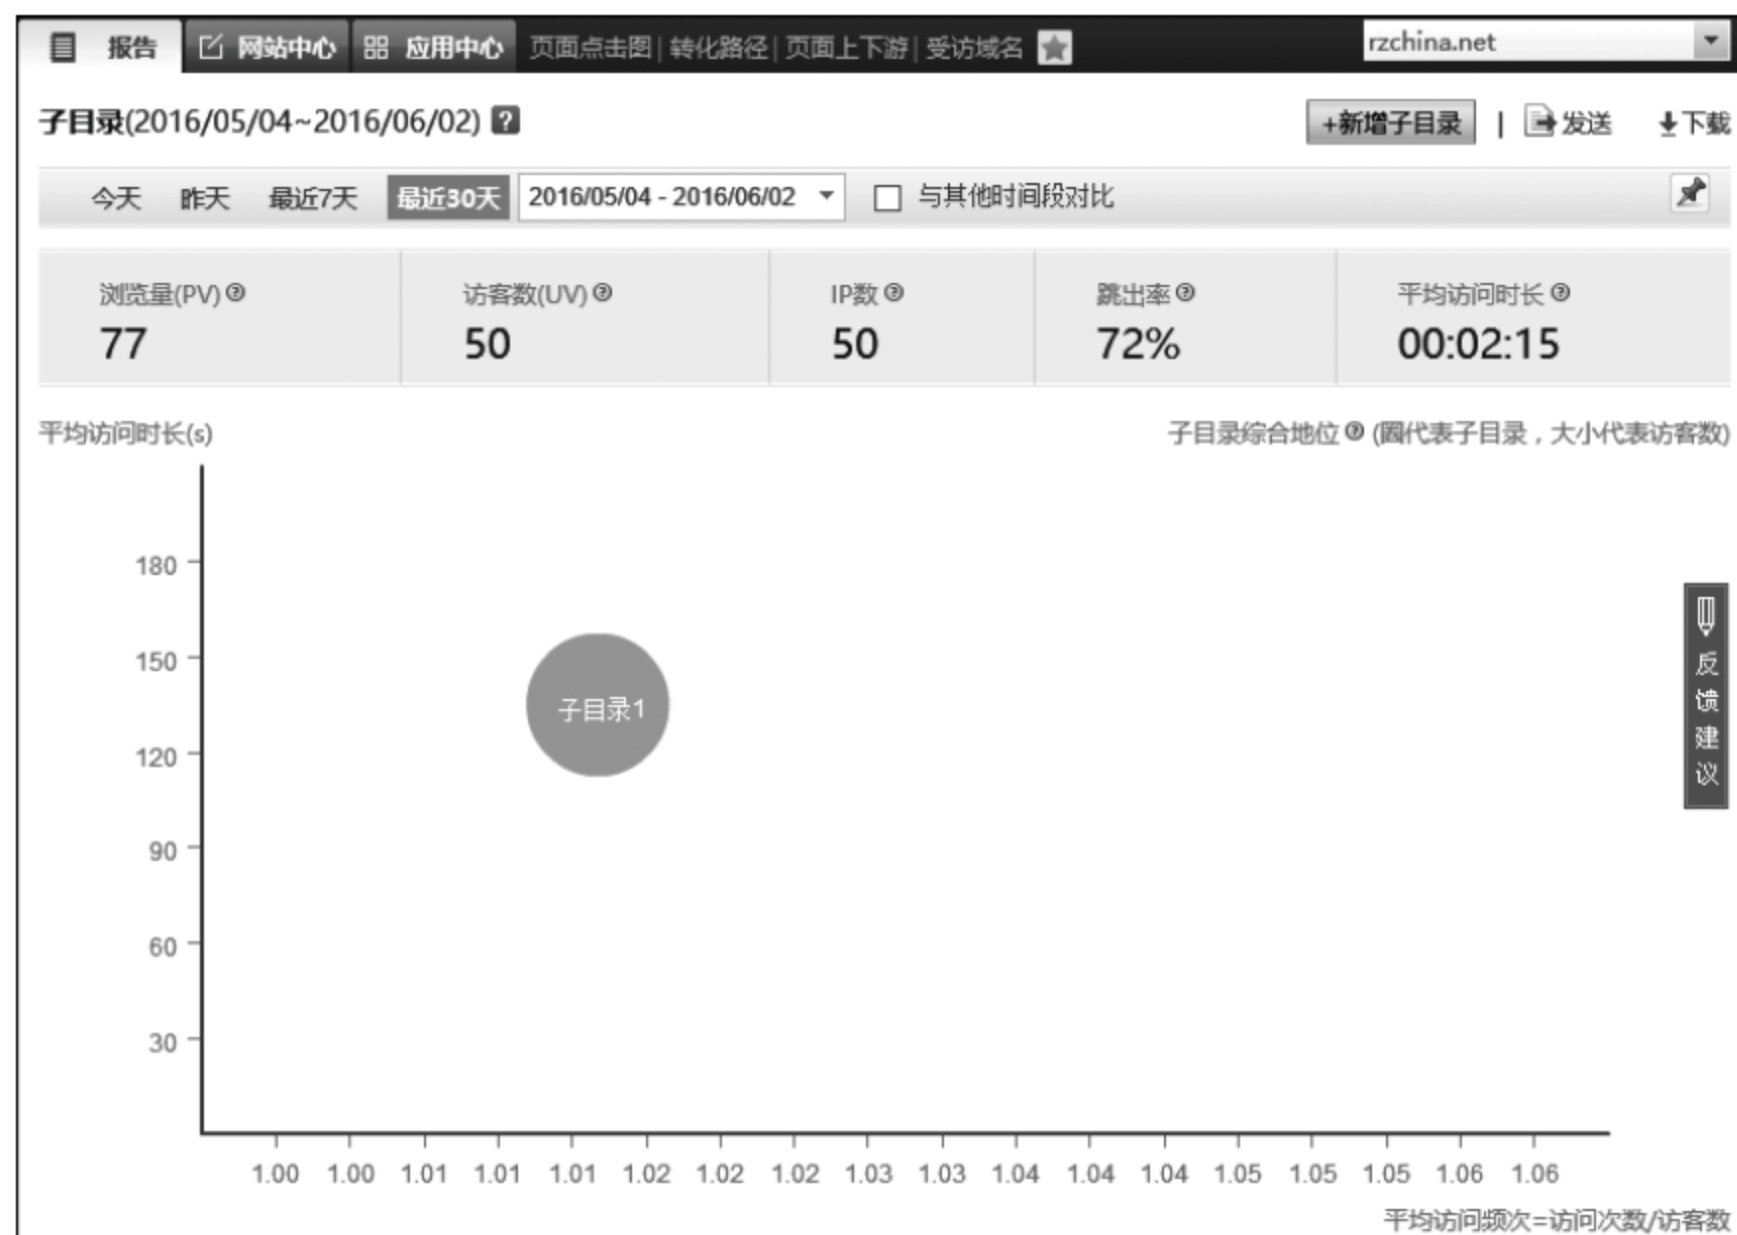 报告 网站中心 应用中心 页面点击图| 转化路径| 页面上下游| 受访域名 rzchina.net
子目录(2016/05/04~2016/06/02) ? +新增子目录 | 发送 下载
今天 昨天 最近7天 最近30天 2016/05/04 - 2016/06/02 与其他时间段对比
浏览量(PV) ? 访客数(UV) ? IP数 ? 跳出率 ? 平均访问时长 ?
77 50 50 72% 00:02:15
平均访问时长(s) 子目录综合地位 ? (圆代表子目录，大小代表访客数)
180
150
120
90
60
30
子目录1
反馈建议
1.00 1.00 1.01 1.01 1.01 1.02 1.02 1.02 1.03 1.03 1.04 1.04 1.04 1.05 1.05 1.05 1.06 1.06
平均访问频次=访问次数/访客数